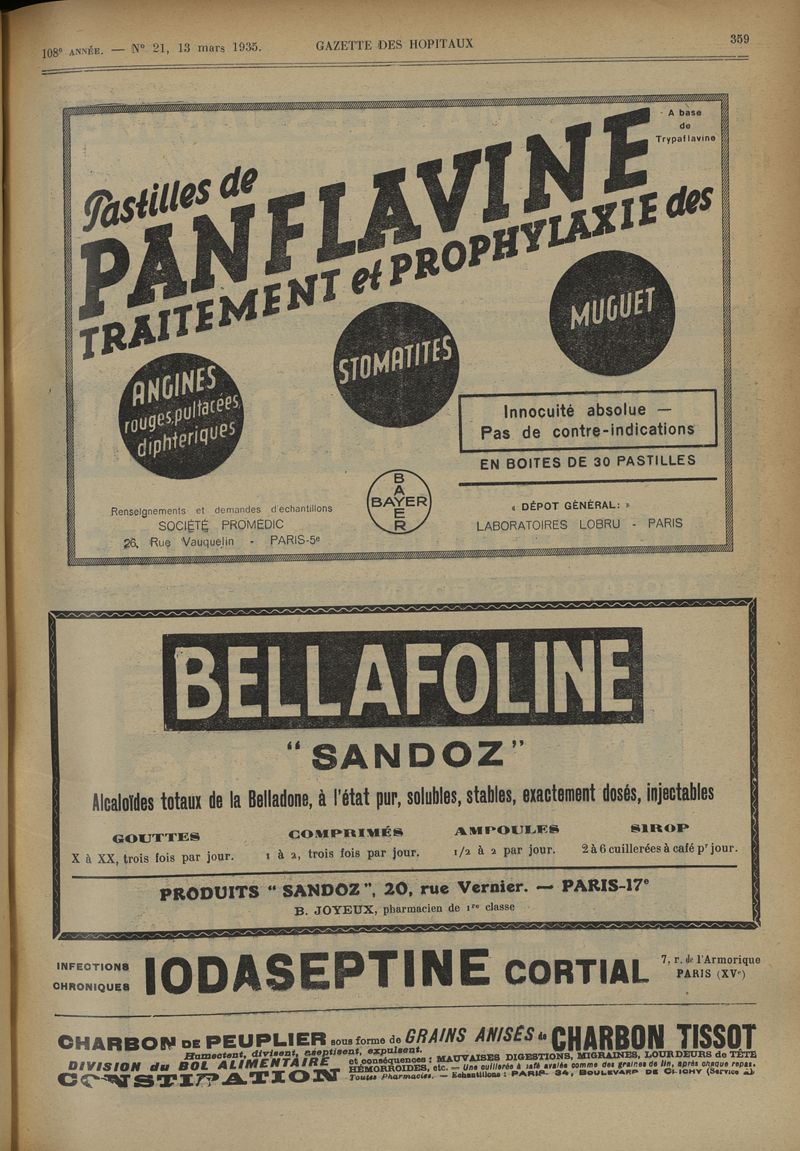 108e ANNÉE. — N° 21, 13 mars 1935.
GAZETTE DES HOPITAUX
359
A base
de
Trypaflavine
Pastilles de
PANFLAVINE
TRAITEMENT et PROPHYLAXIE des
ANGINES
rouges, pultacées,
diphtériques
STOMATITES
MUGUET
Innocuité absolue —
Pas de contre-indications
EN BOITES DE 30 PASTILLES
Renseignements et demandes d'échantillons
SOCIÉTÉ PROMEDIC
26, Rue Vauquelin - PARIS-5e
BAYER
BAYER
« DÉPOT GÉNÉRAL: »
LABORATOIRES LOBRU - PARIS
BELLAFOLINE
"SANDOZ"
Alcaloïdes totaux de la Belladone, à l'état pur, solubles, stables, exactement dosés, injectables
GOUTTES
X à XX, trois fois par jour.
COMPRIMÉS
1 à 2, trois fois par jour.
AMPOULES
1/2 à 2 par jour.
SIROP
2 à 6 cuillerées à café pr jour.
PRODUITS "SANDOZ", 20, rue Vernier. — PARIS-17e
B. JOYEUX, pharmacien de 1re classe
INFECTIONS
CHRONIQUES
IODASEPTINE CORTIAL
7, r. de l'Armorique
PARIS (XVe)
CHARBON DE PEUPLIER sous forme de GRAINS ANISÉS de CHARBON TISSOT
Humectent, divisent, aseptisent, expulsent.
DIVISION du BOL ALIMENTAIRE
CONSTIPATION
et conséquences : MAUVAISES DIGESTIONS, MIGRAINES, LOURDEURS de TÊTE
HÉMORROIDES, etc. — Une cuillerée à café avalée comme des graines de lin, après chaque repas.
Toutes Pharmacies. — Echantillons : PARIS- 34, BOULEVARD DE CLICHY (Service